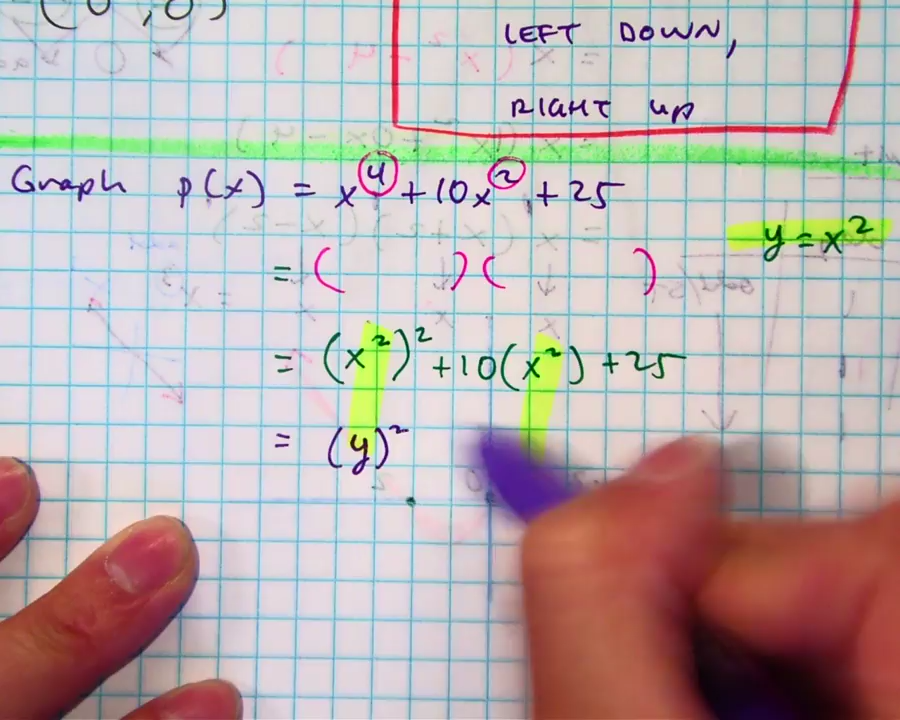 LEFT DOWN,
RIGHT UP
Graph p(x) = x⁴ + 10x² + 25
y = x²
= ( ) ( )
= (x²)² + 10(x²) + 25
= (y)²